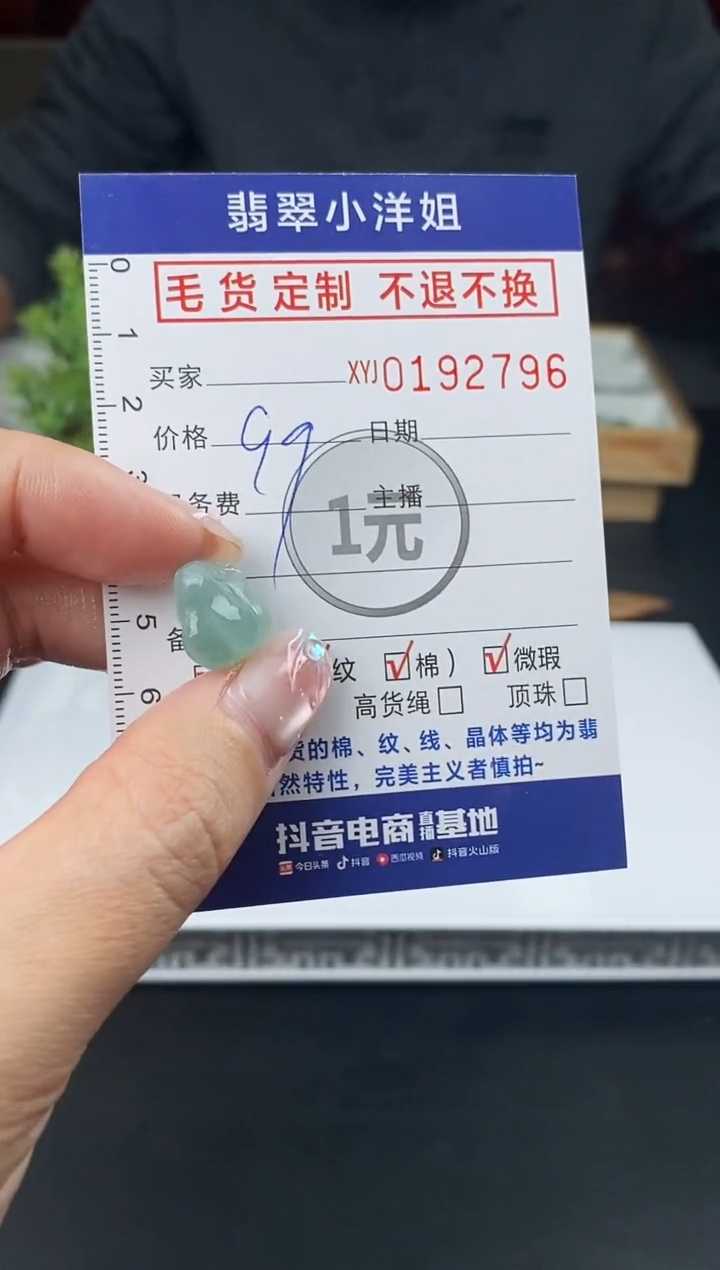 翡翠小洋姐
毛货定制 不退不换
买家 XYJ0192796
价格 99 日期
务费 主播
1元
备
纹 棉) 微瑕
高货绳 顶珠
货的棉、纹、线、晶体等均为翡
然特性，完美主义者慎拍~
抖音电商直播基地
今日头条 抖音 西瓜视频 抖音火山版
0
1
2
3
5
6